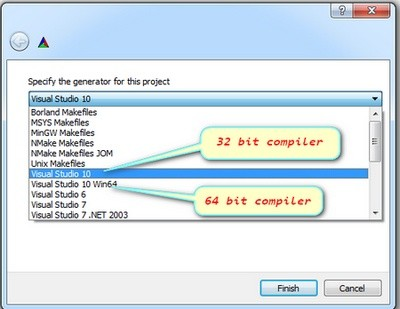 Specify the generator for this project
Visual Studio 10
Borland Makefiles
MSYS Makefiles
MinGW Makefiles
NMake Makefiles
NMake Makefiles JOM
Unix Makefiles
Visual Studio 10
Visual Studio 10 Win64
Visual Studio 6
Visual Studio 7
Visual Studio 7 .NET 2003
32 bit compiler
64 bit compiler
Finish
Cancel